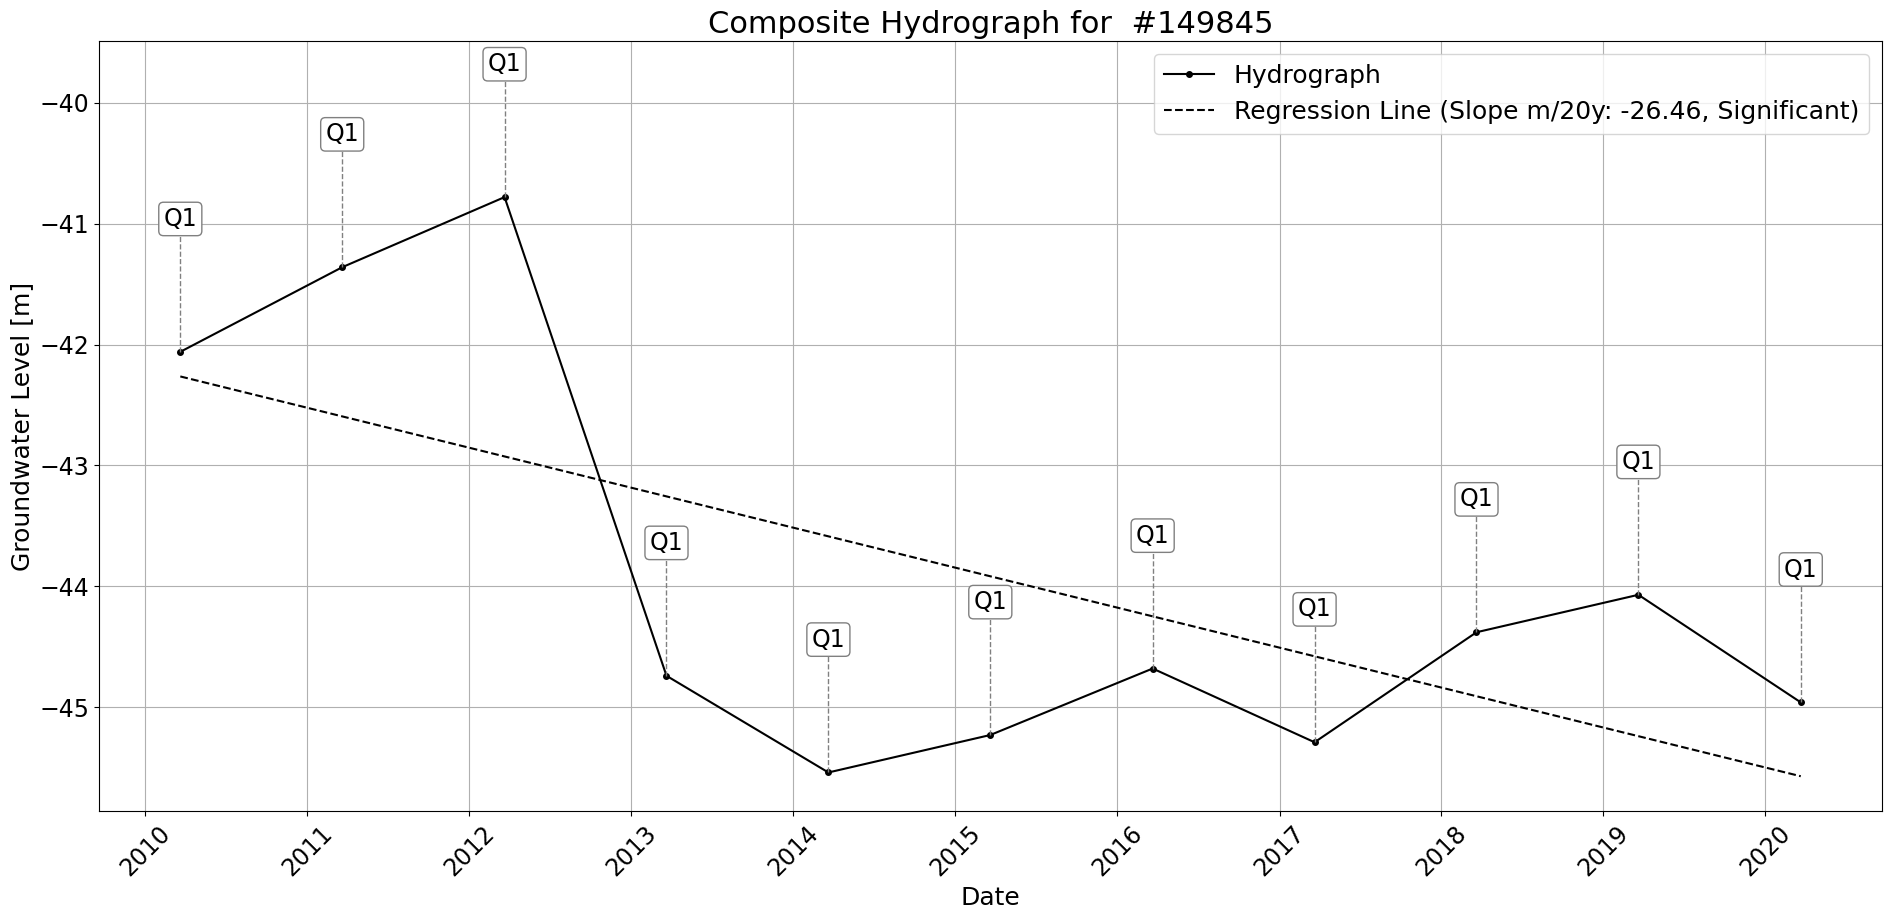 Composite Hydrograph for  #149845
Hydrograph
Regression Line (Slope m/20y: -26.46, Significant)
Groundwater Level [m]
−40
−41
−42
−43
−44
−45
Q1
Q1
Q1
Q1
Q1
Q1
Q1
Q1
Q1
Q1
Q1
2010
2011
2012
2013
2014
2015
2016
2017
2018
2019
2020
Date